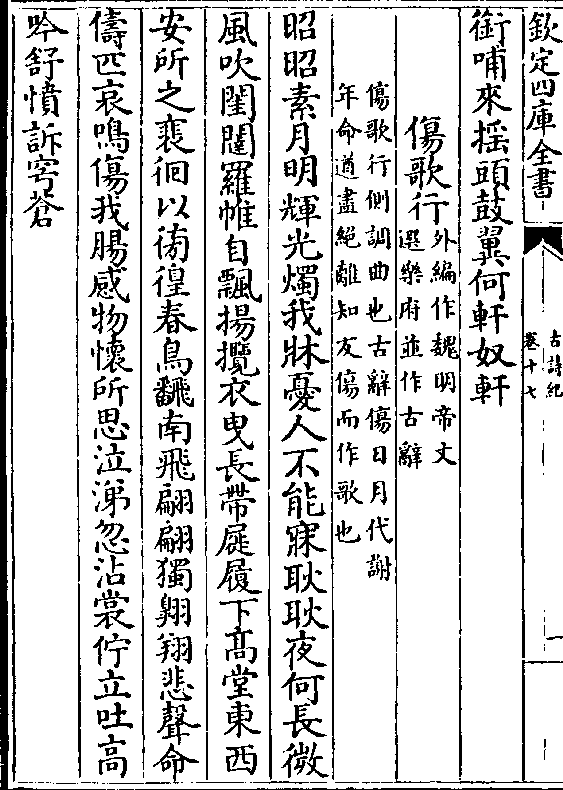 欽定四庫全書
古詩紀
卷十七
銜哺來揺頭鼓翼何軒奴軒
傷歌行
外編作魏明帝文
選樂府並作古辭
傷歌行側調曲也古辭傷日月代謝
年命遒盡絕離知友傷而作歌也
昭昭素月明輝光燭我牀憂人不能寐耿耿夜何長微
風吹閨闥羅帷自飄揚攬衣曳長帶屣履下髙堂東西
安所之裵徊以徬徨春鳥飜南飛翩翩獨翺翔悲聲命
儔匹哀鳴傷我腸感物懷所思泣涕忽沾裳佇立吐高
吟舒憤訴穹蒼